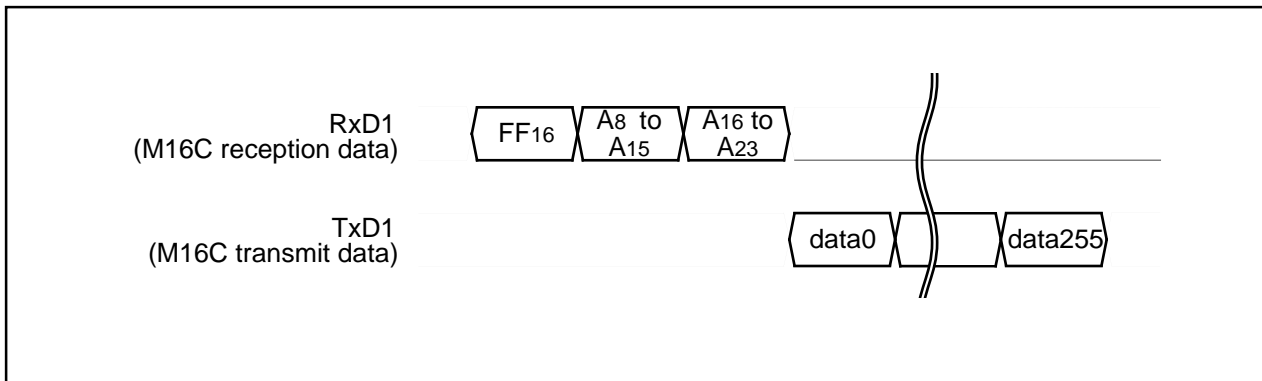 RxD1
(M16C reception data)
FF16
A8 to
A15
A16 to
A23
TxD1
(M16C transmit data)
data0
data255